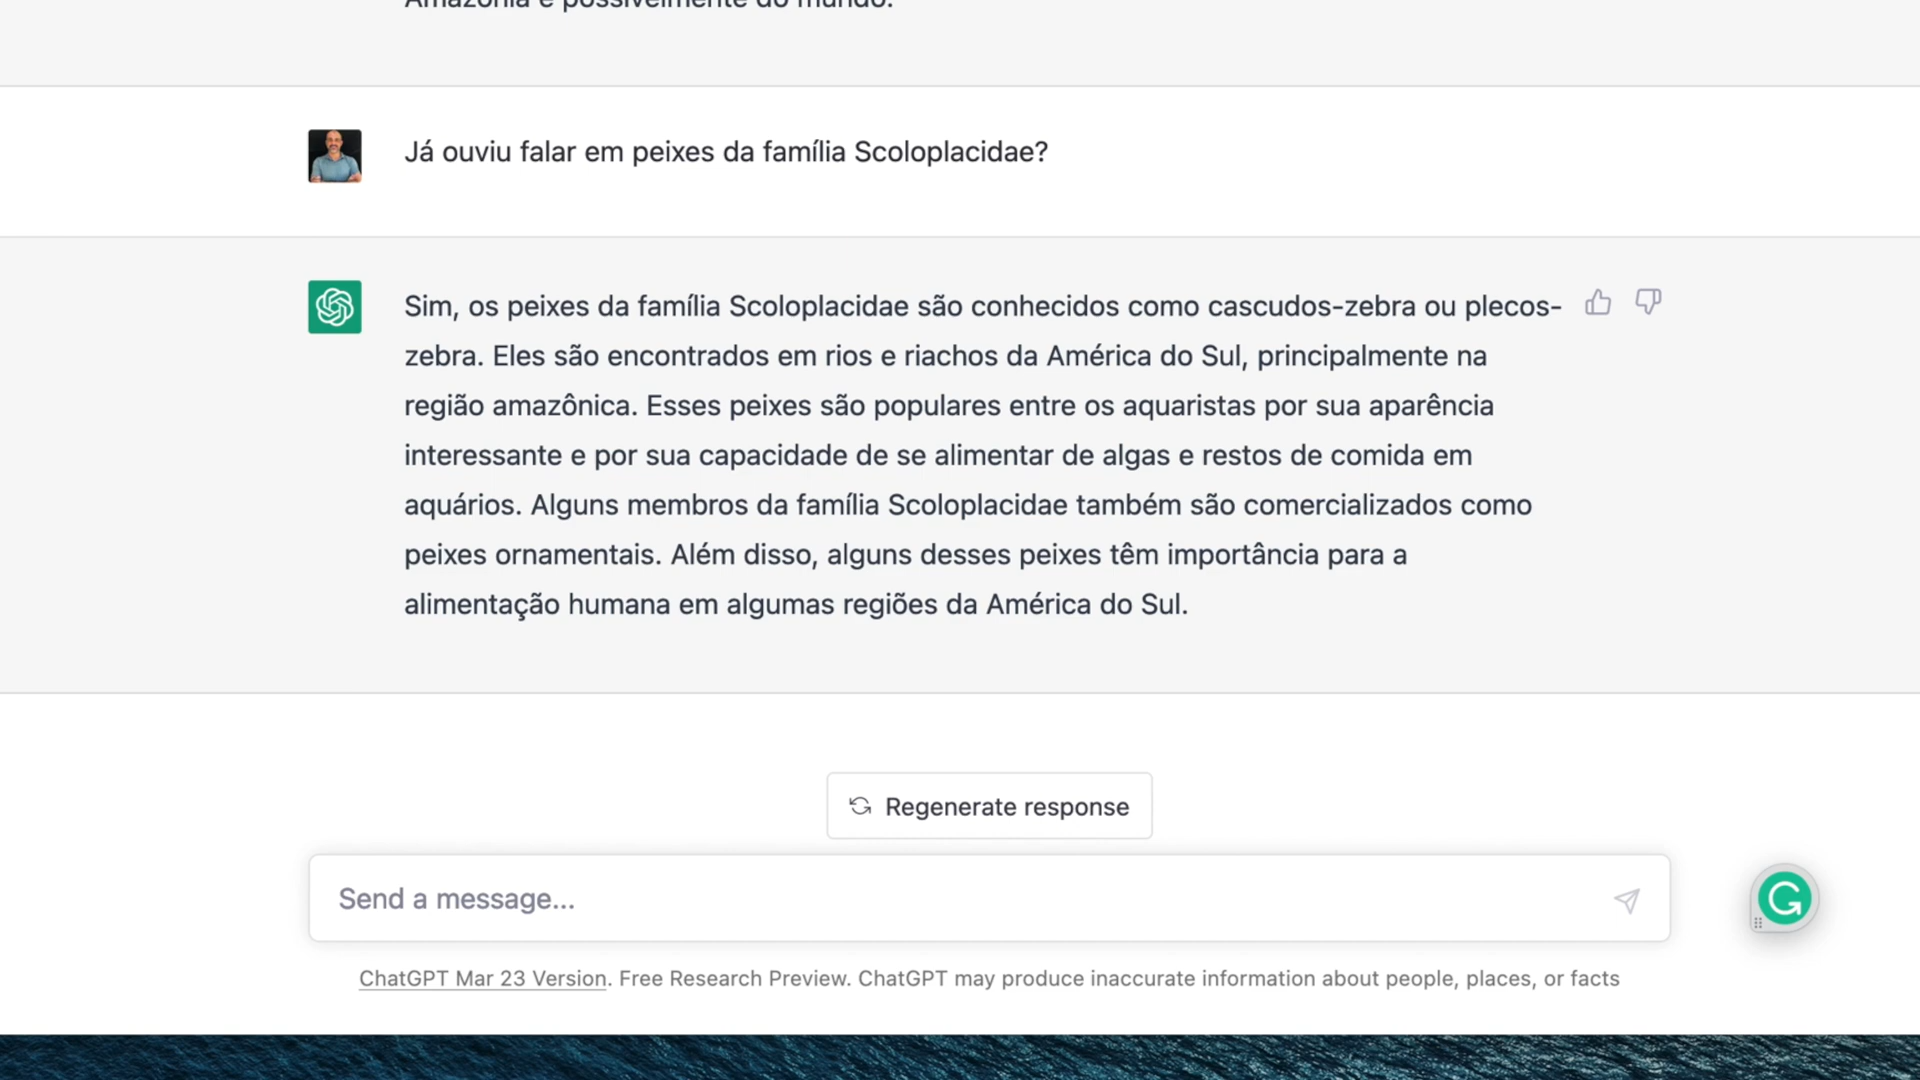 Amazônia e possivelmente do mundo.
Já ouviu falar em peixes da família Scoloplacidae?
Sim, os peixes da família Scoloplacidae são conhecidos como cascudos-zebra ou plecos-
zebra. Eles são encontrados em rios e riachos da América do Sul, principalmente na
região amazônica. Esses peixes são populares entre os aquaristas por sua aparência
interessante e por sua capacidade de se alimentar de algas e restos de comida em
aquários. Alguns membros da família Scoloplacidae também são comercializados como
peixes ornamentais. Além disso, alguns desses peixes têm importância para a
alimentação humana em algumas regiões da América do Sul.
Regenerate response
Send a message...
ChatGPT Mar 23 Version. Free Research Preview. ChatGPT may produce inaccurate information about people, places, or facts